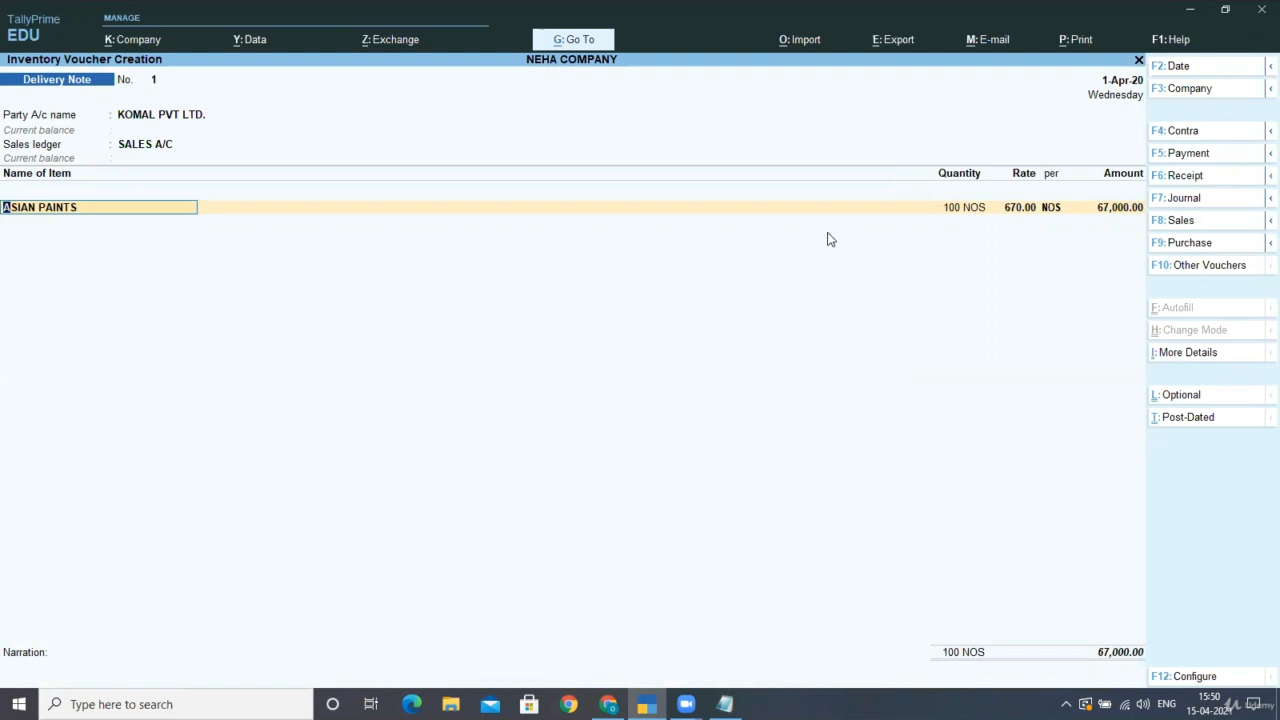 TallyPrime
MANAGE
EDU
K: Company
Y: Data
Z: Exchange
G: Go To
O: Import
E: Export
M: E-mail
P: Print
F1: Help
Inventory Voucher Creation
NEHA COMPANY
F2: Date
Delivery Note No. 1
1-Apr-20
F3: Company
Wednesday
Party A/c name : KOMAL PVT LTD.
Current balance :
F4: Contra
Sales ledger : SALES A/C
F5: Payment
Current balance :
Name of Item Quantity Rate per Amount
F6: Receipt
F7: Journal
ASIAN PAINTS 100 NOS 670.00 NOS 67,000.00
F8: Sales
F9: Purchase
F10: Other Vouchers
F: Autofill
H: Change Mode
I: More Details
L: Optional
T: Post-Dated
Narration: 100 NOS 67,000.00
F12: Configure
Type here to search
ENG
15:50
15-04-2021
Udemy